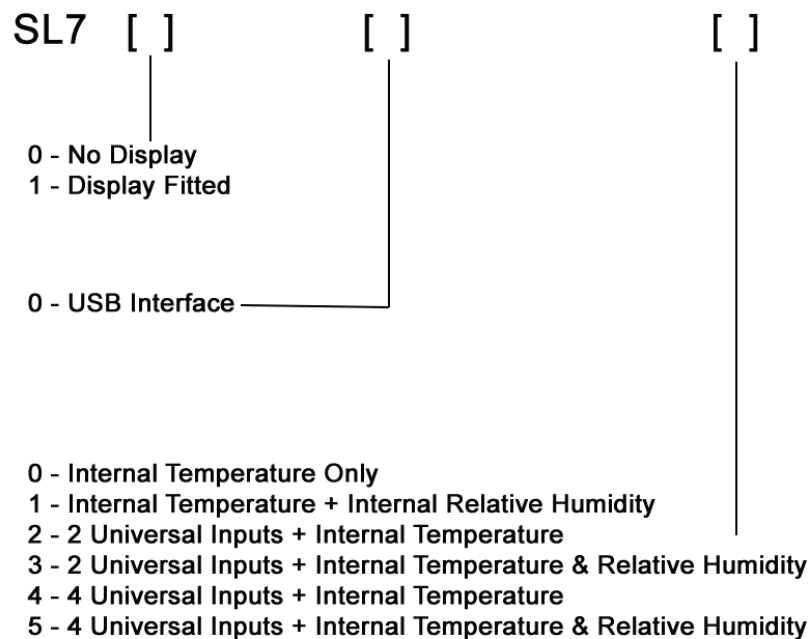 SL7 [ ] [ ] [ ]
0 - No Display
1 - Display Fitted
0 - USB Interface
0 - Internal Temperature Only
1 - Internal Temperature + Internal Relative Humidity
2 - 2 Universal Inputs + Internal Temperature
3 - 2 Universal Inputs + Internal Temperature & Relative Humidity
4 - 4 Universal Inputs + Internal Temperature
5 - 4 Universal Inputs + Internal Temperature & Relative Humidity